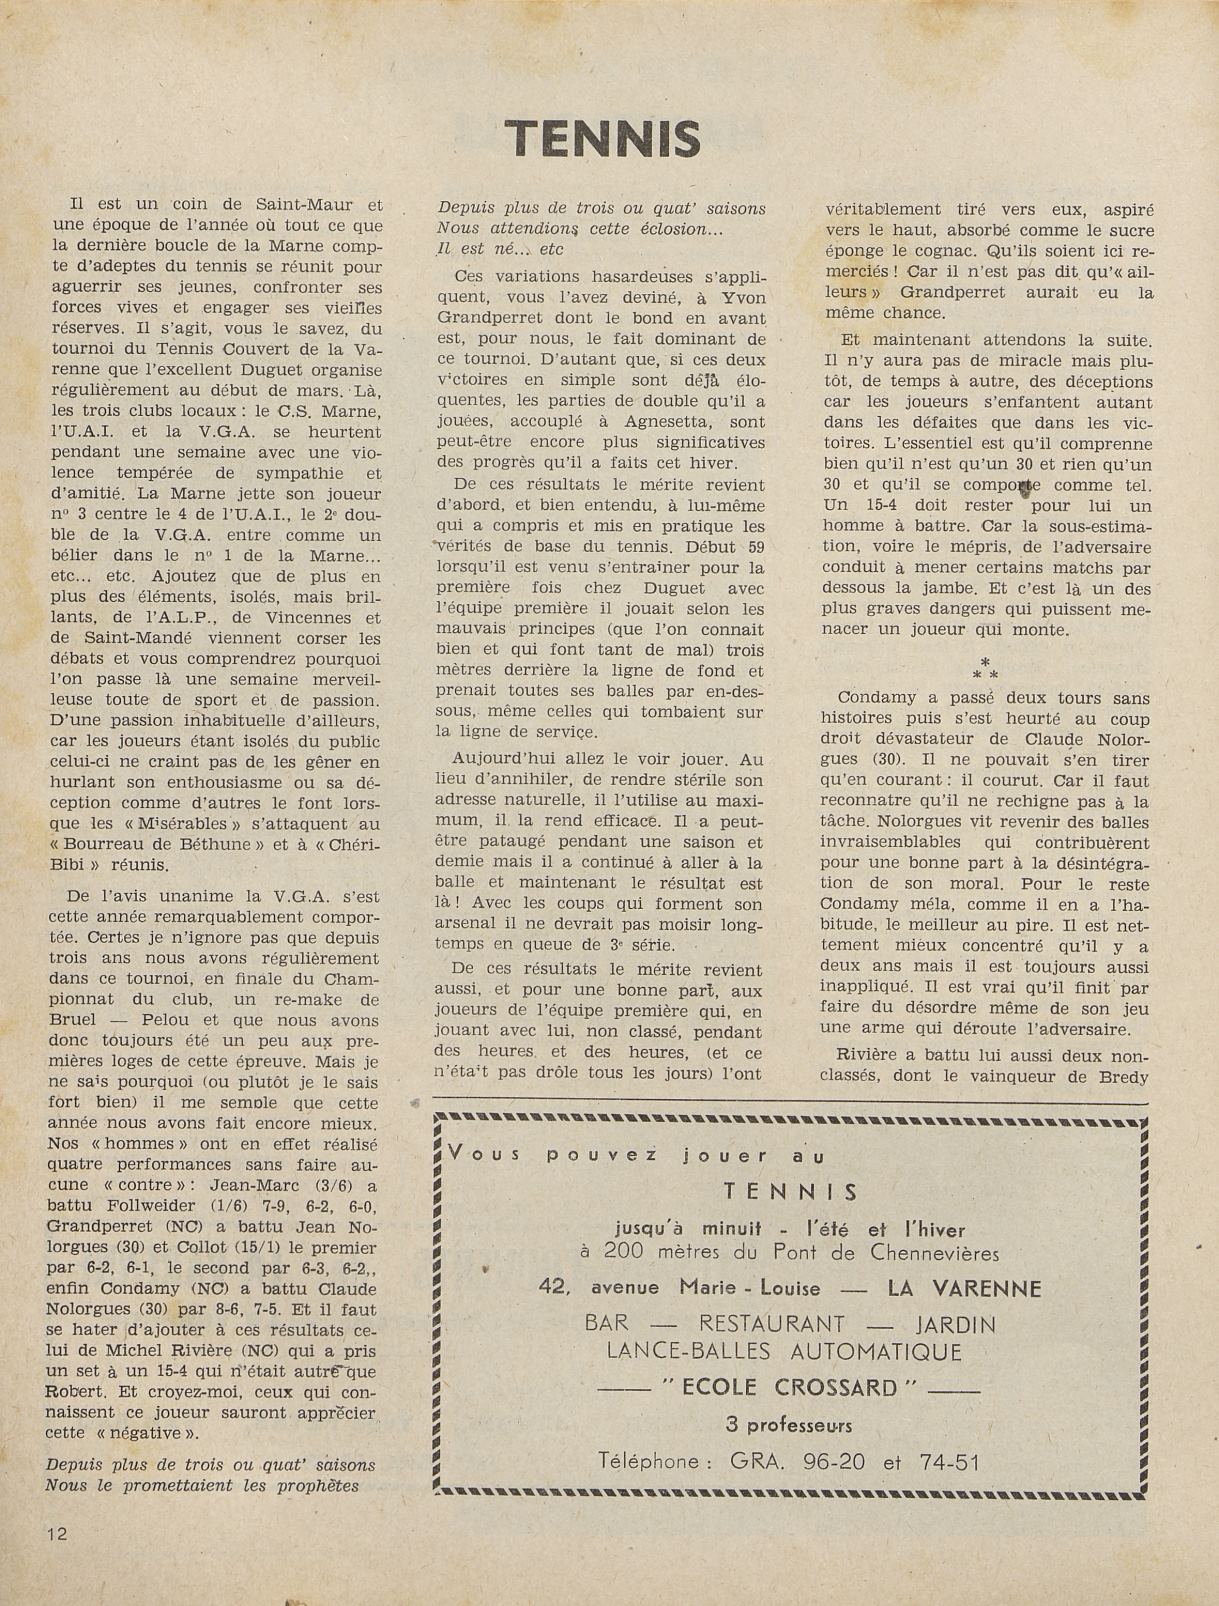 TENNIS
Il est un coin de Saint-Maur et
une époque de l'année où tout ce que
la dernière boucle de la Marne comp-
te d'adeptes du tennis se réunit pour
aguerrir ses jeunes, confronter ses
forces vives et engager ses vieilles
réserves. Il s'agit, vous le savez, du
tournoi du Tennis Couvert de la Va-
renne que l'excellent Duguet organise
régulièrement au début de mars. Là,
les trois clubs locaux : le C.S. Marne,
l'U.A.I. et la V.G.A. se heurtent
pendant une semaine avec une vio-
lence tempérée de sympathie et
d'amitié. La Marne jette son joueur
n° 3 centre le 4 de l'U.A.I., le 2e dou-
ble de la V.G.A. entre comme un
bélier dans le n° 1 de la Marne...
etc... etc. Ajoutez que de plus en
plus des éléments, isolés, mais bril-
lants, de l'A.L.P., de Vincennes et
de Saint-Mandé viennent corser les
débats et vous comprendrez pourquoi
l'on passe là une semaine merveil-
leuse toute de sport et de passion.
D'une passion inhabituelle d'ailleurs,
car les joueurs étant isolés du public
celui-ci ne craint pas de les gêner en
hurlant son enthousiasme ou sa dé-
ception comme d'autres le font lors-
que les « Misérables » s'attaquent au
« Bourreau de Béthune » et à « Chéri-
Bibi » réunis.
De l'avis unanime la V.G.A. s'est
cette année remarquablement compor-
tée. Certes je n'ignore pas que depuis
trois ans nous avons régulièrement
dans ce tournoi, en finale du Cham-
pionnat du club, un re-make de
Bruel — Pelou et que nous avons
donc toujours été un peu aux pre-
mières loges de cette épreuve. Mais je
ne sais pourquoi (ou plutôt je le sais
fort bien) il me semble que cette
année nous avons fait encore mieux.
Nos « hommes » ont en effet réalisé
quatre performances sans faire au-
cune « contre » : Jean-Marc (3/6) a
battu Follweider (1/6) 7-9, 6-2, 6-0,
Grandperret (NC) a battu Jean No-
lorgues (30) et Collot (15/1) le premier
par 6-2, 6-1, le second par 6-3, 6-2,,
enfin Condamy (NC) a battu Claude
Nolorgues (30) par 8-6, 7-5. Et il faut
se hater d'ajouter à ces résultats ce-
lui de Michel Rivière (NC) qui a pris
un set à un 15-4 qui n'était autre que
Robert. Et croyez-moi, ceux qui con-
naissent ce joueur sauront apprécier
cette « négative ».
Depuis plus de trois ou quat' saisons
Nous le promettaient les prophètes
12
Depuis plus de trois ou quat' saisons
Nous attendions cette éclosion...
Il est né... etc
Ces variations hasardeuses s'appli-
quent, vous l'avez deviné, à Yvon
Grandperret dont le bond en avant
est, pour nous, le fait dominant de
ce tournoi. D'autant que, si ces deux
victoires en simple sont déjà élo-
quentes, les parties de double qu'il a
jouées, accouplé à Agnesetta, sont
peut-être encore plus significatives
des progrès qu'il a faits cet hiver.
De ces résultats le mérite revient
d'abord, et bien entendu, à lui-même
qui a compris et mis en pratique les
vérités de base du tennis. Début 59
lorsqu'il est venu s'entrainer pour la
première fois chez Duguet avec
l'équipe première il jouait selon les
mauvais principes (que l'on connait
bien et qui font tant de mal) trois
mètres derrière la ligne de fond et
prenait toutes ses balles par en-des-
sous, même celles qui tombaient sur
la ligne de service.
Aujourd'hui allez le voir jouer. Au
lieu d'annihiler, de rendre stérile son
adresse naturelle, il l'utilise au maxi-
mum, il la rend efficace. Il a peut-
être pataugé pendant une saison et
demie mais il a continué à aller à la
balle et maintenant le résultat est
là ! Avec les coups qui forment son
arsenal il ne devrait pas moisir long-
temps en queue de 3e série.
De ces résultats le mérite revient
aussi, et pour une bonne part, aux
joueurs de l'équipe première qui, en
jouant avec lui, non classé, pendant
des heures et des heures, (et ce
n'était pas drôle tous les jours) l'ont
véritablement tiré vers eux, aspiré
vers le haut, absorbé comme le sucre
éponge le cognac. Qu'ils soient ici re-
merciés ! Car il n'est pas dit qu'« ail-
leurs » Grandperret aurait eu la
même chance.
Et maintenant attendons la suite.
Il n'y aura pas de miracle mais plu-
tôt, de temps à autre, des déceptions
car les joueurs s'enfantent autant
dans les défaites que dans les vic-
toires. L'essentiel est qu'il comprenne
bien qu'il n'est qu'un 30 et rien qu'un
30 et qu'il se comporte comme tel.
Un 15-4 doit rester pour lui un
homme à battre. Car la sous-estima-
tion, voire le mépris, de l'adversaire
conduit à mener certains matchs par
dessous la jambe. Et c'est là un des
plus graves dangers qui puissent me-
nacer un joueur qui monte.
*
* *
Condamy a passé deux tours sans
histoires puis s'est heurté au coup
droit dévastateur de Claude Nolor-
gues (30). Il ne pouvait s'en tirer
qu'en courant : il courut. Car il faut
reconnatre qu'il ne rechigne pas à la
tâche. Nolorgues vit revenir des balles
invraisemblables qui contribuèrent
pour une bonne part à la désintégra-
tion de son moral. Pour le reste
Condamy méla, comme il en a l'ha-
bitude, le meilleur au pire. Il est net-
tement mieux concentré qu'il y a
deux ans mais il est toujours aussi
inappliqué. Il est vrai qu'il finit par
faire du désordre même de son jeu
une arme qui déroute l'adversaire.
Rivière a battu lui aussi deux non-
classés, dont le vainqueur de Bredy
Vous pouvez jouer au
TENNIS
jusqu'à minuit - l'été et l'hiver
à 200 mètres du Pont de Chennevières
42, avenue Marie - Louise — LA VARENNE
BAR — RESTAURANT — JARDIN
LANCE-BALLES AUTOMATIQUE
— " ECOLE CROSSARD " —
3 professeurs
Téléphone : GRA. 96-20 et 74-51